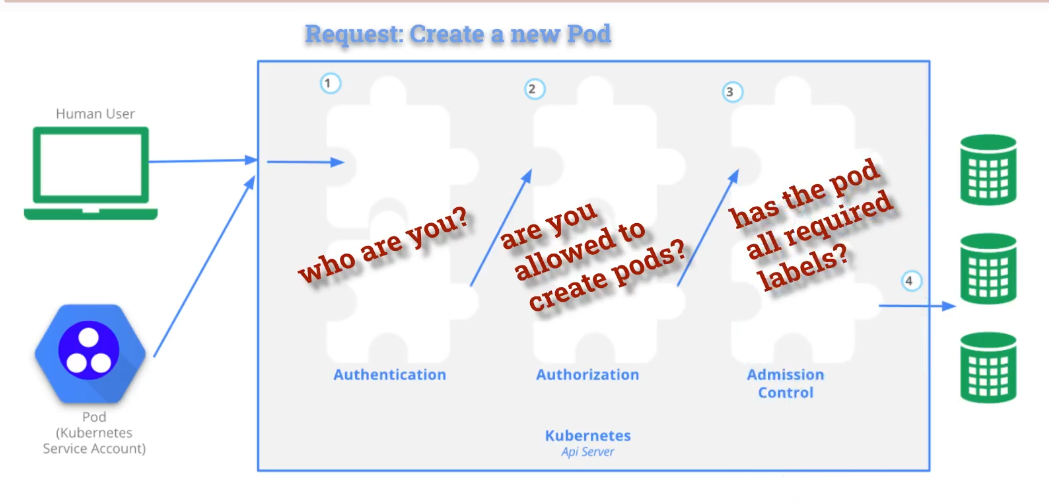 Request: Create a new Pod
Human User
1
2
3
who are you?
are you
allowed to
create pods?
has the pod
all required
labels?
4
Authentication
Authorization
Admission
Control
Pod
(Kubernetes
Service Account)
Kubernetes
Api Server